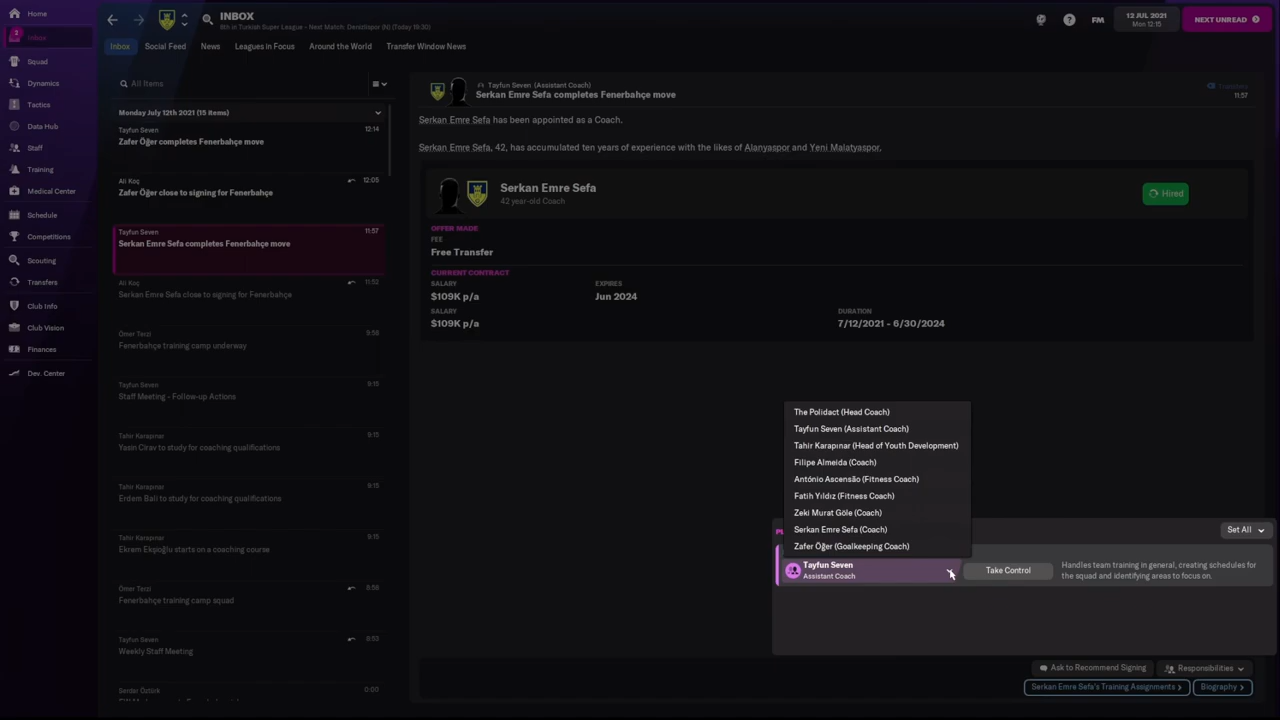 Home
Inbox
2
Squad
Dynamics
Tactics
Data Hub
Staff
Training
Medical Center
Schedule
Competitions
Scouting
Transfers
Club Info
Club Vision
Finances
Dev. Center
INBOX
6th in Turkish Super League - Next Match: Denizlispor (N) (Today 19:30)
FM
12 JUL 2021
Mon 12:15
NEXT UNREAD
Inbox
Social Feed
News
Leagues in Focus
Around the World
Transfer Window News
All Items
Monday July 12th 2021 (15 Items)
Tayfun Seven
12:14
Zafer Öğer completes Fenerbahçe move
Ali Koç
12:05
Zafer Öğer close to signing for Fenerbahçe
Tayfun Seven
11:57
Serkan Emre Sefa completes Fenerbahçe move
Ali Koç
11:52
Serkan Emre Sefa close to signing for Fenerbahçe
Ömer Terzi
9:56
Fenerbahçe training camp underway
Tayfun Seven
9:15
Staff Meeting - Follow-up Actions
Tahir Karapınar
9:15
Yasin Cirav to study for coaching qualifications
Tahir Karapınar
9:15
Erdem Bali to study for coaching qualifications
Tahir Karapınar
9:15
Ekrem Ekşioğlu starts on a coaching course
Ömer Terzi
8:58
Fenerbahçe training camp squad
Tayfun Seven
8:53
Weekly Staff Meeting
Serdar Öztürk
0:00
Tayfun Seven (Assistant Coach)
Serkan Emre Sefa completes Fenerbahçe move
Transfers
11:57
Serkan Emre Sefa has been appointed as a Coach.
Serkan Emre Sefa, 42, has accumulated ten years of experience with the likes of Alanyaspor and Yeni Malatyaspor.
Serkan Emre Sefa
42 year-old Coach
Hired
OFFER MADE
FEE
Free Transfer
CURRENT CONTRACT
SALARY
EXPIRES
$109K p/a
Jun 2024
SALARY
DURATION
$109K p/a
7/12/2021 - 6/30/2024
The Polidact (Head Coach)
Tayfun Seven (Assistant Coach)
Tahir Karapınar (Head of Youth Development)
Filipe Almeida (Coach)
António Ascensão (Fitness Coach)
Fatih Yıldız (Fitness Coach)
Zeki Murat Göle (Coach)
Serkan Emre Sefa (Coach)
Zafer Öğer (Goalkeeping Coach)
Set All
Tayfun Seven
Assistant Coach
Take Control
Handles team training in general, creating schedules for
the squad and identifying areas to focus on.
Ask to Recommend Signing
Responsibilities
Serkan Emre Sefa's Training Assignments
Biography